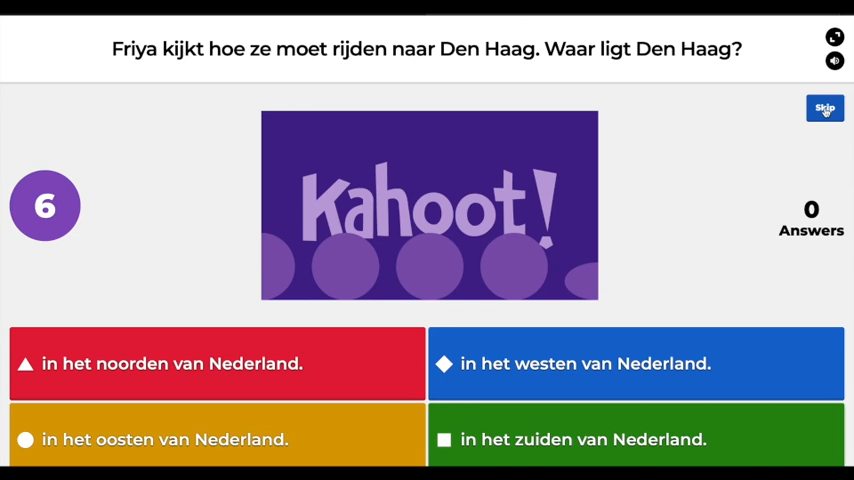 Friya kijkt hoe ze moet rijden naar Den Haag. Waar ligt Den Haag?
Skip
Kahoot!
6
0
Answers
in het noorden van Nederland.
in het westen van Nederland.
in het oosten van Nederland.
in het zuiden van Nederland.